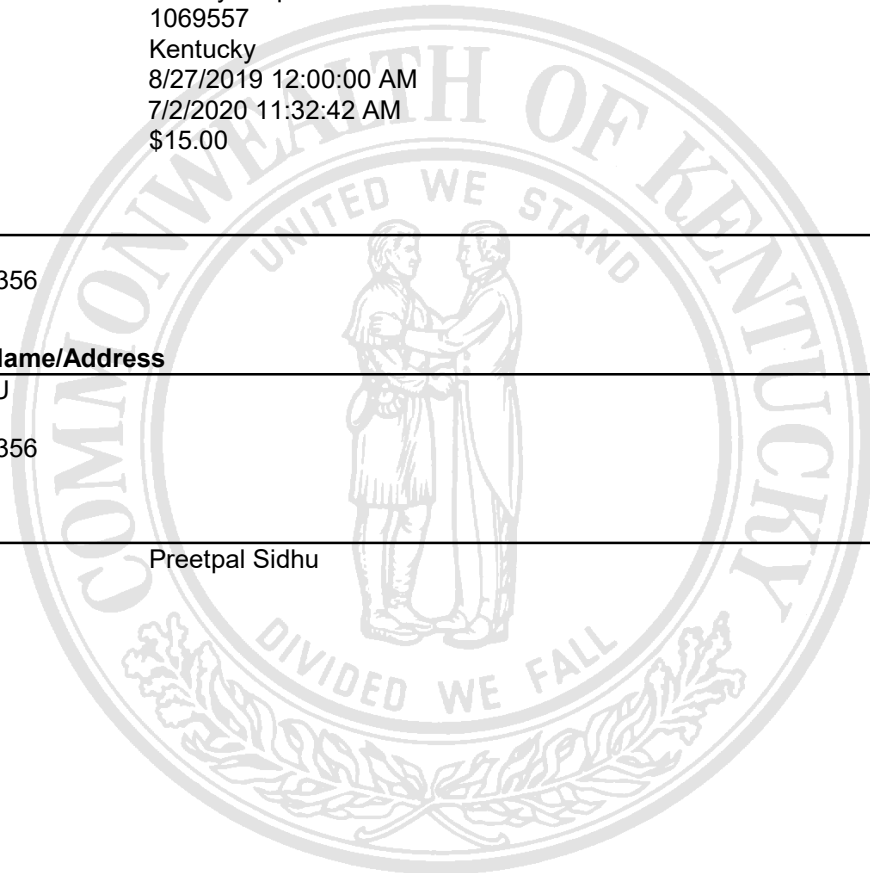 1069557
Kentucky
8/27/2019 12:00:00 AM
7/2/2020 11:32:42 AM
$15.00
356
Name/Address
U
356
Preetpal Sidhu
COMMONWEALTH OF KENTUCKY
UNITED WE STAND
DIVIDED WE FALL